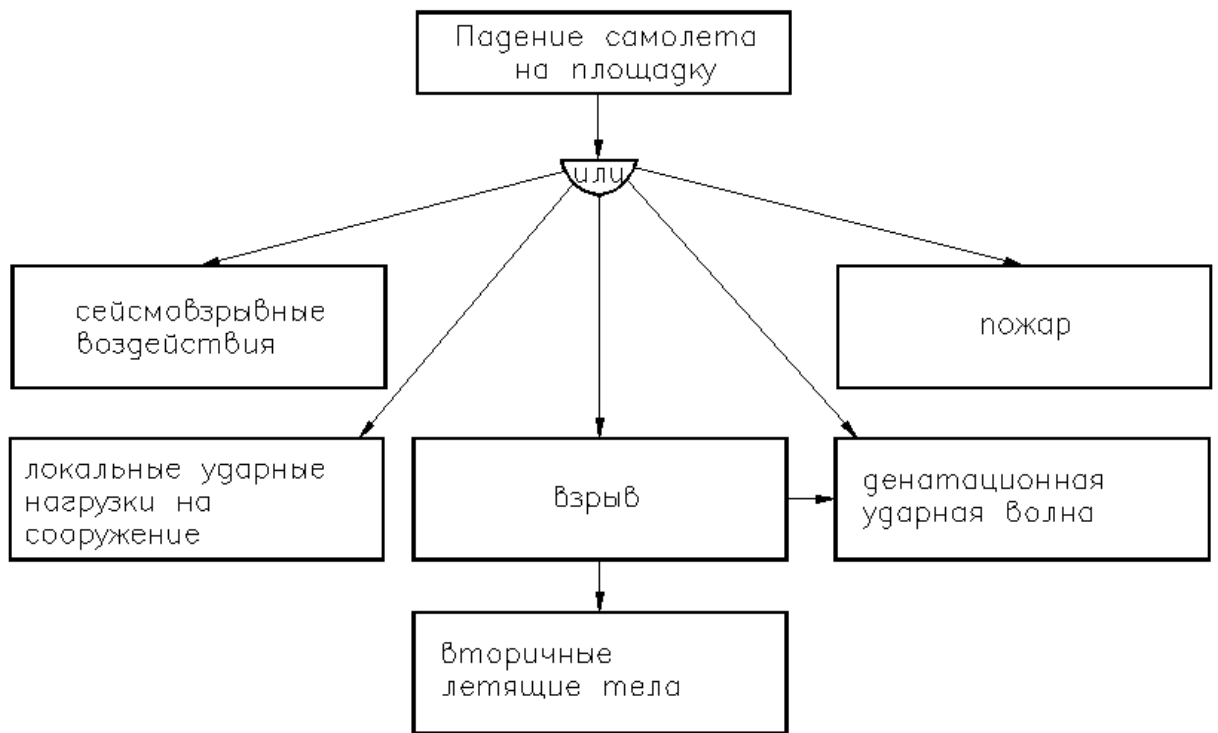 Падение самолета
на площадку
или
сейсмовзрывные
воздействия
пожар
локальные ударные
нагрузки на
сооружение
взрыв
денатационная
ударная волна
вторичные
летящие тела